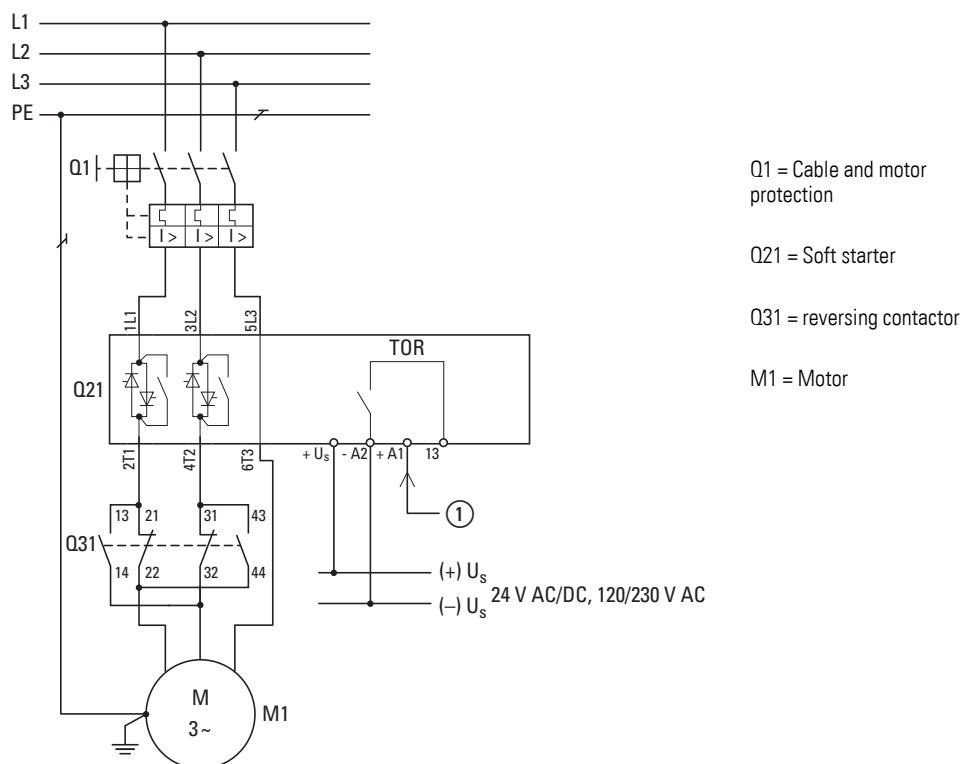 L1
L2
L3
PE
Q1
I > I > I >
Q1 = Cable and motor
protection
Q21 = Soft starter
Q31 = reversing contactor
M1 = Motor
1L1 3L2 5L3
TOR
Q21
2T1 4T2 6T3
+ Us - A2 + A1 13
1
13 21 31 43
Q31
14 22 32 44
(+) Us
(–) Us 24 V AC/DC, 120/230 V AC
M
3 ~
M1